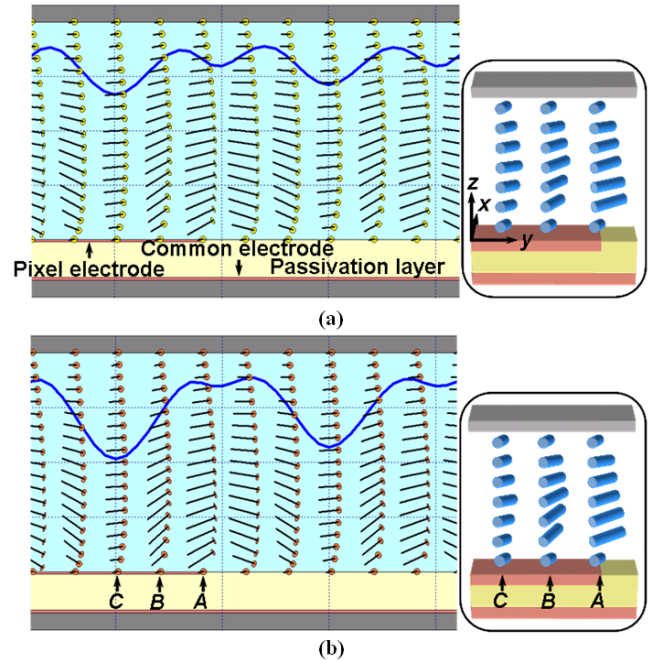 z
x
y
Common electrode
Pixel electrode
Passivation layer
(a)
C
B
A
C
B
A
(b)